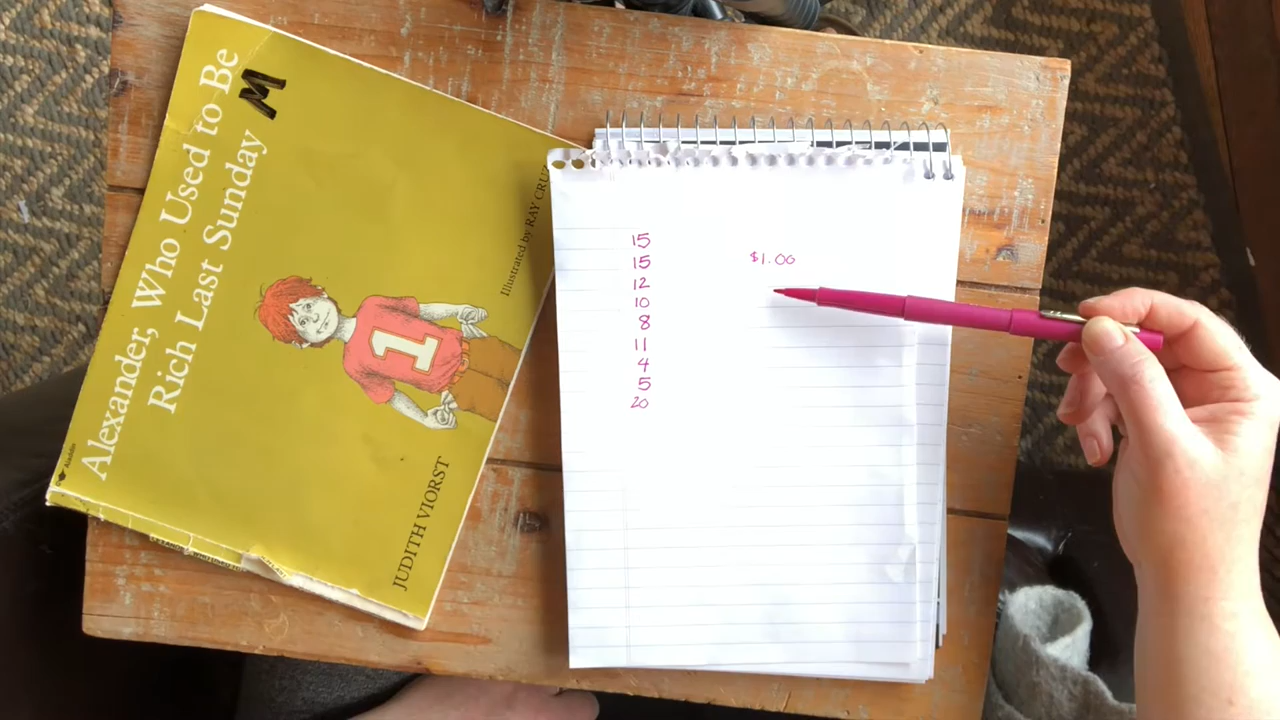 Alexander, Who Used to Be
Rich Last Sunday
M
Illustrated by RAY CRUZ
1
JUDITH VIORST
Aladdin
15
15
12
10
8
11
4
5
20
$1.00